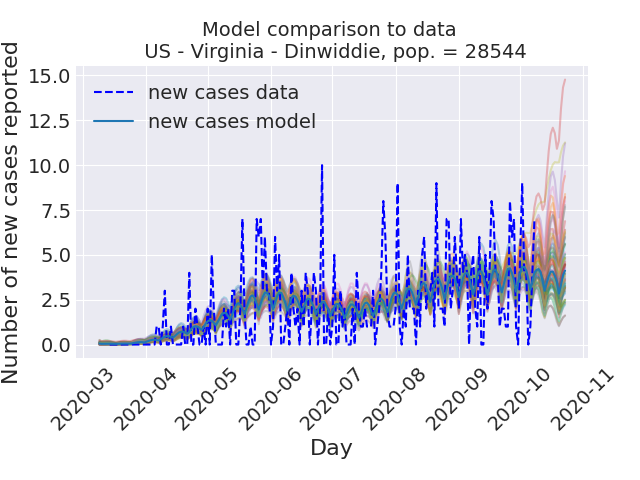 Model comparison to data
US - Virginia - Dinwiddie, pop. = 28544
new cases data
new cases model
Number of new cases reported
15.0
12.5
10.0
7.5
5.0
2.5
0.0
2020-03
2020-04
2020-05
2020-06
2020-07
2020-08
2020-09
2020-10
2020-11
Day